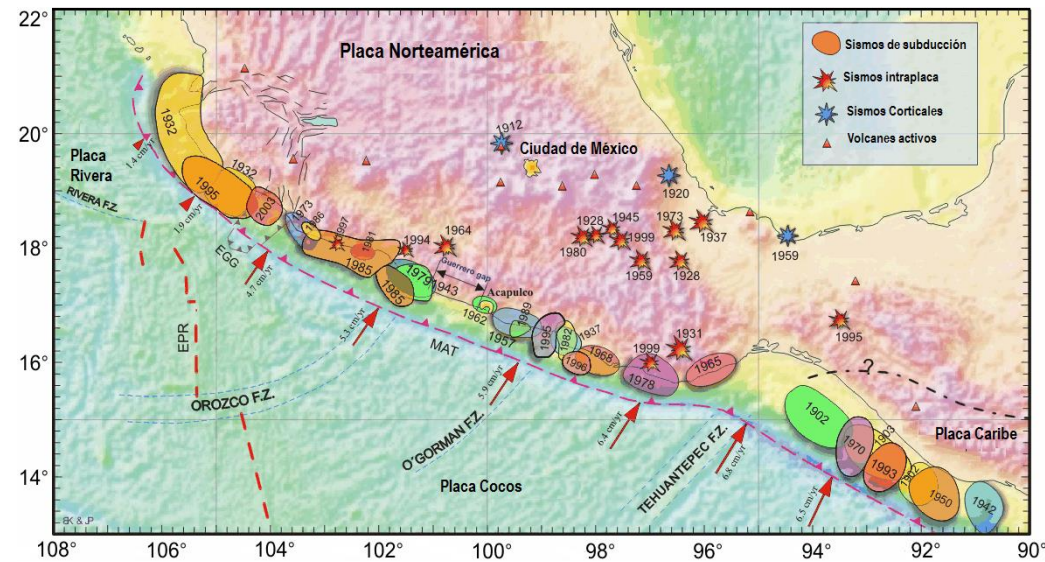 22°
20°
18°
16°
14°
108°
106°
104°
102°
100°
98°
96°
94°
92°
90°
Placa Norteamérica
Sismos de subducción
Sismos intraplaca
Sismos Corticales
Volcanes activos
Placa
Rivera
RIVERA F.Z.
1.4 cm/yr
1.9 cm/yr
4.7 cm/yr
5.3 cm/yr
5.9 cm/yr
6.4 cm/yr
6.8 cm/yr
6.5 cm/yr
1932
1932
1995
2003
1973
1997
1981
1985
1985
1994
1964
1979
1943
Guerrero gap
Acapulco
1962
1957
1989
1995
1982
1937
1996
1968
1999
1978
1931
1965
1912
Ciudad de México
1920
1928
1945
1973
1937
1980
1999
1959
1928
1959
1995
?
1902
1970
1903
1993
1902
1950
1942
Placa Caribe
EGG
EPR
MAT
OROZCO F.Z.
O´GORMAN F.Z.
TEHUANTEPEC F.Z.
Placa Cocos